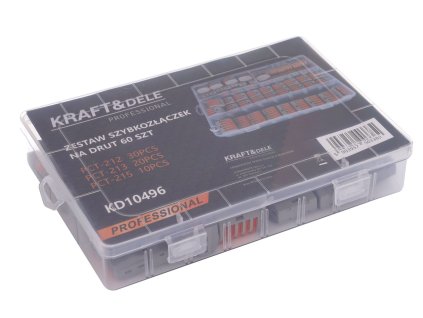 KRAFT&DELE
PROFESSIONAL
ZESTAW SZYBKOZŁĄCZEK
NA DRUT 60 SZT
PCT-212 30PCS
PCT-213 20PCS
PCT-215 10PCS
KD10496
PROFESSIONAL
KRAFT&DELE